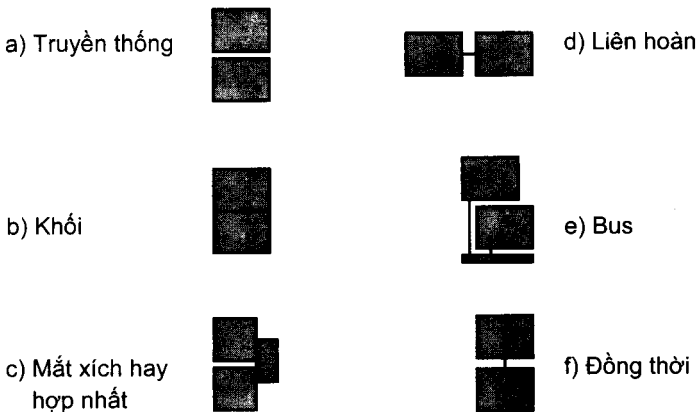 a) Truyền thống
b) Khối
c) Mắt xích hay
hợp nhất
d) Liên hoàn
e) Bus
f) Đồng thời